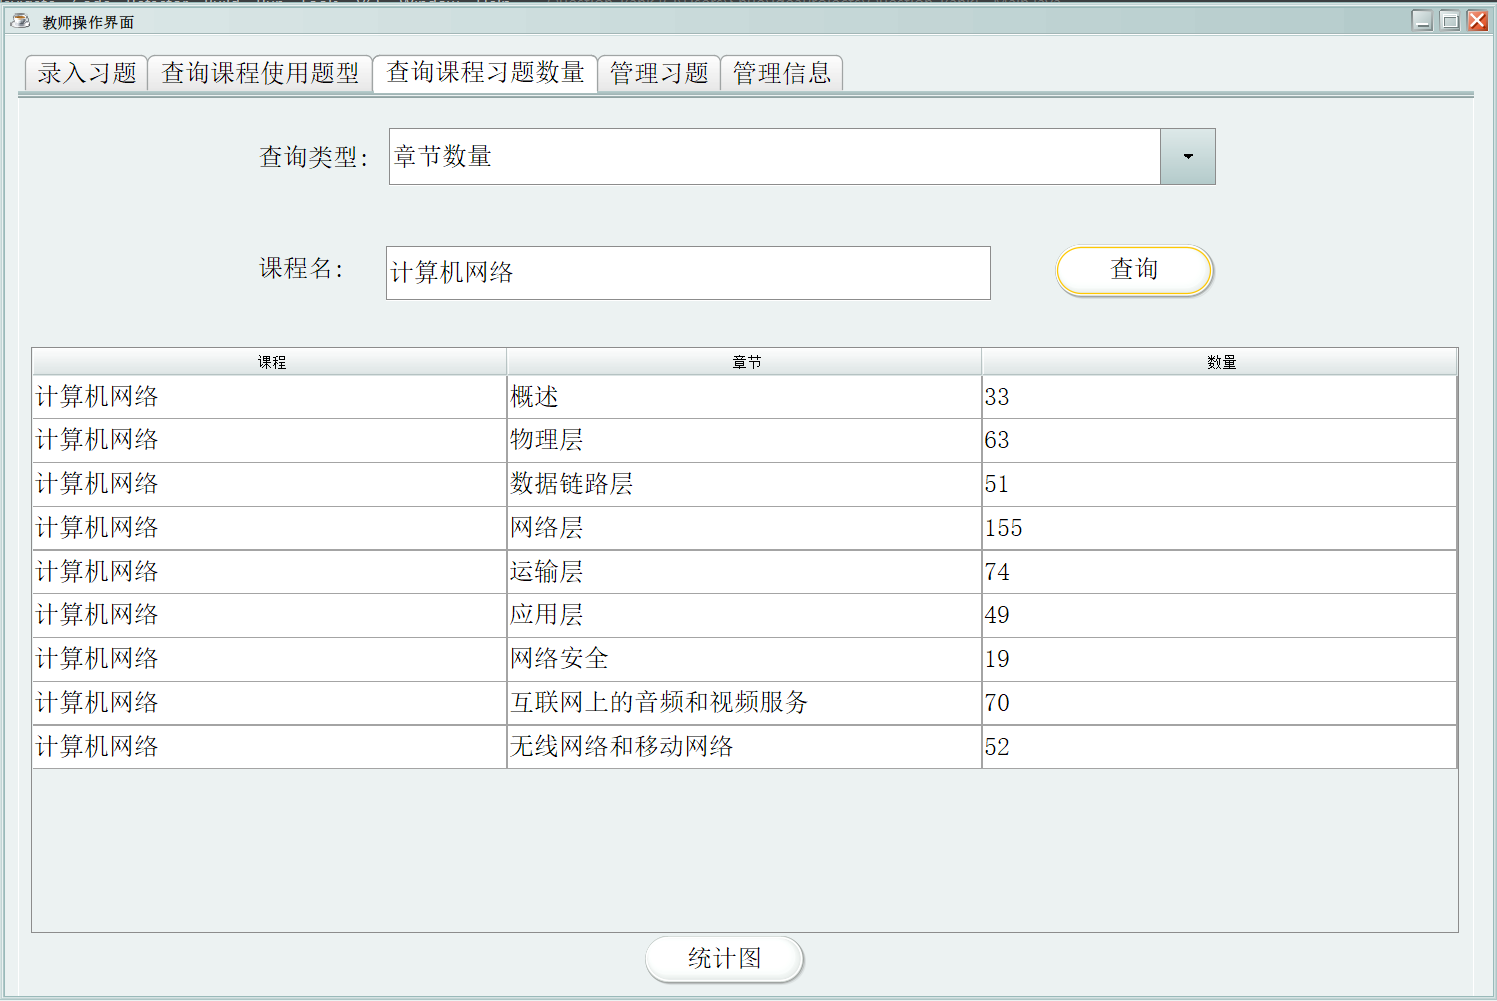 教师操作界面
录入习题 查询课程使用题型 查询课程习题数量 管理习题 管理信息
查询类型: 章节数量
课程名: 计算机网络 查询
课程 章节 数量
计算机网络 概述 33
计算机网络 物理层 63
计算机网络 数据链路层 51
计算机网络 网络层 155
计算机网络 运输层 74
计算机网络 应用层 49
计算机网络 网络安全 19
计算机网络 互联网上的音频和视频服务 70
计算机网络 无线网络和移动网络 52
统计图